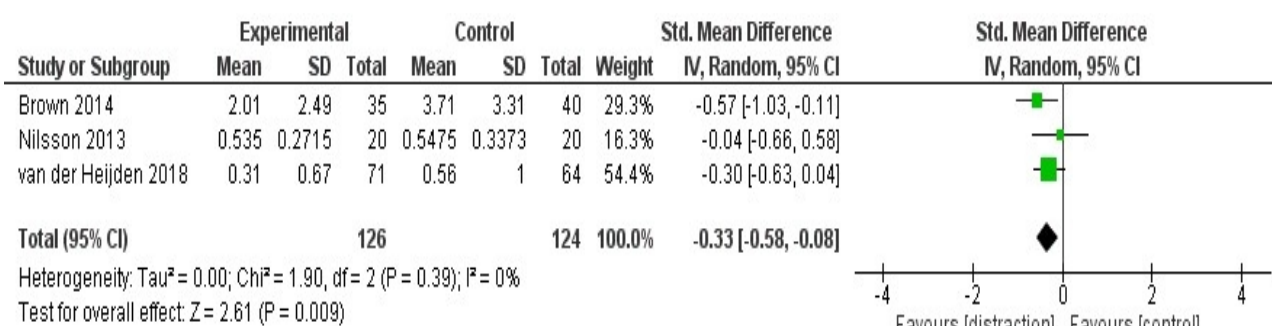 Experimental Control Std. Mean Difference Std. Mean Difference
Study or Subgroup Mean SD Total Mean SD Total Weight IV, Random, 95% CI IV, Random, 95% CI
Brown 2014 2.01 2.49 35 3.71 3.31 40 29.3% -0.57 [-1.03, -0.11]
Nilsson 2013 0.535 0.2715 20 0.5475 0.3373 20 16.3% -0.04 [-0.66, 0.58]
van der Heijden 2018 0.31 0.67 71 0.56 1 64 54.4% -0.30 [-0.63, 0.04]
Total (95% CI) 126 124 100.0% -0.33 [-0.58, -0.08]
Heterogeneity: Tau² = 0.00; Chi² = 1.90, df = 2 (P = 0.39); I² = 0%
Test for overall effect: Z = 2.61 (P = 0.009)
-4 -2 0 2 4
Favours [distraction] Favours [control]